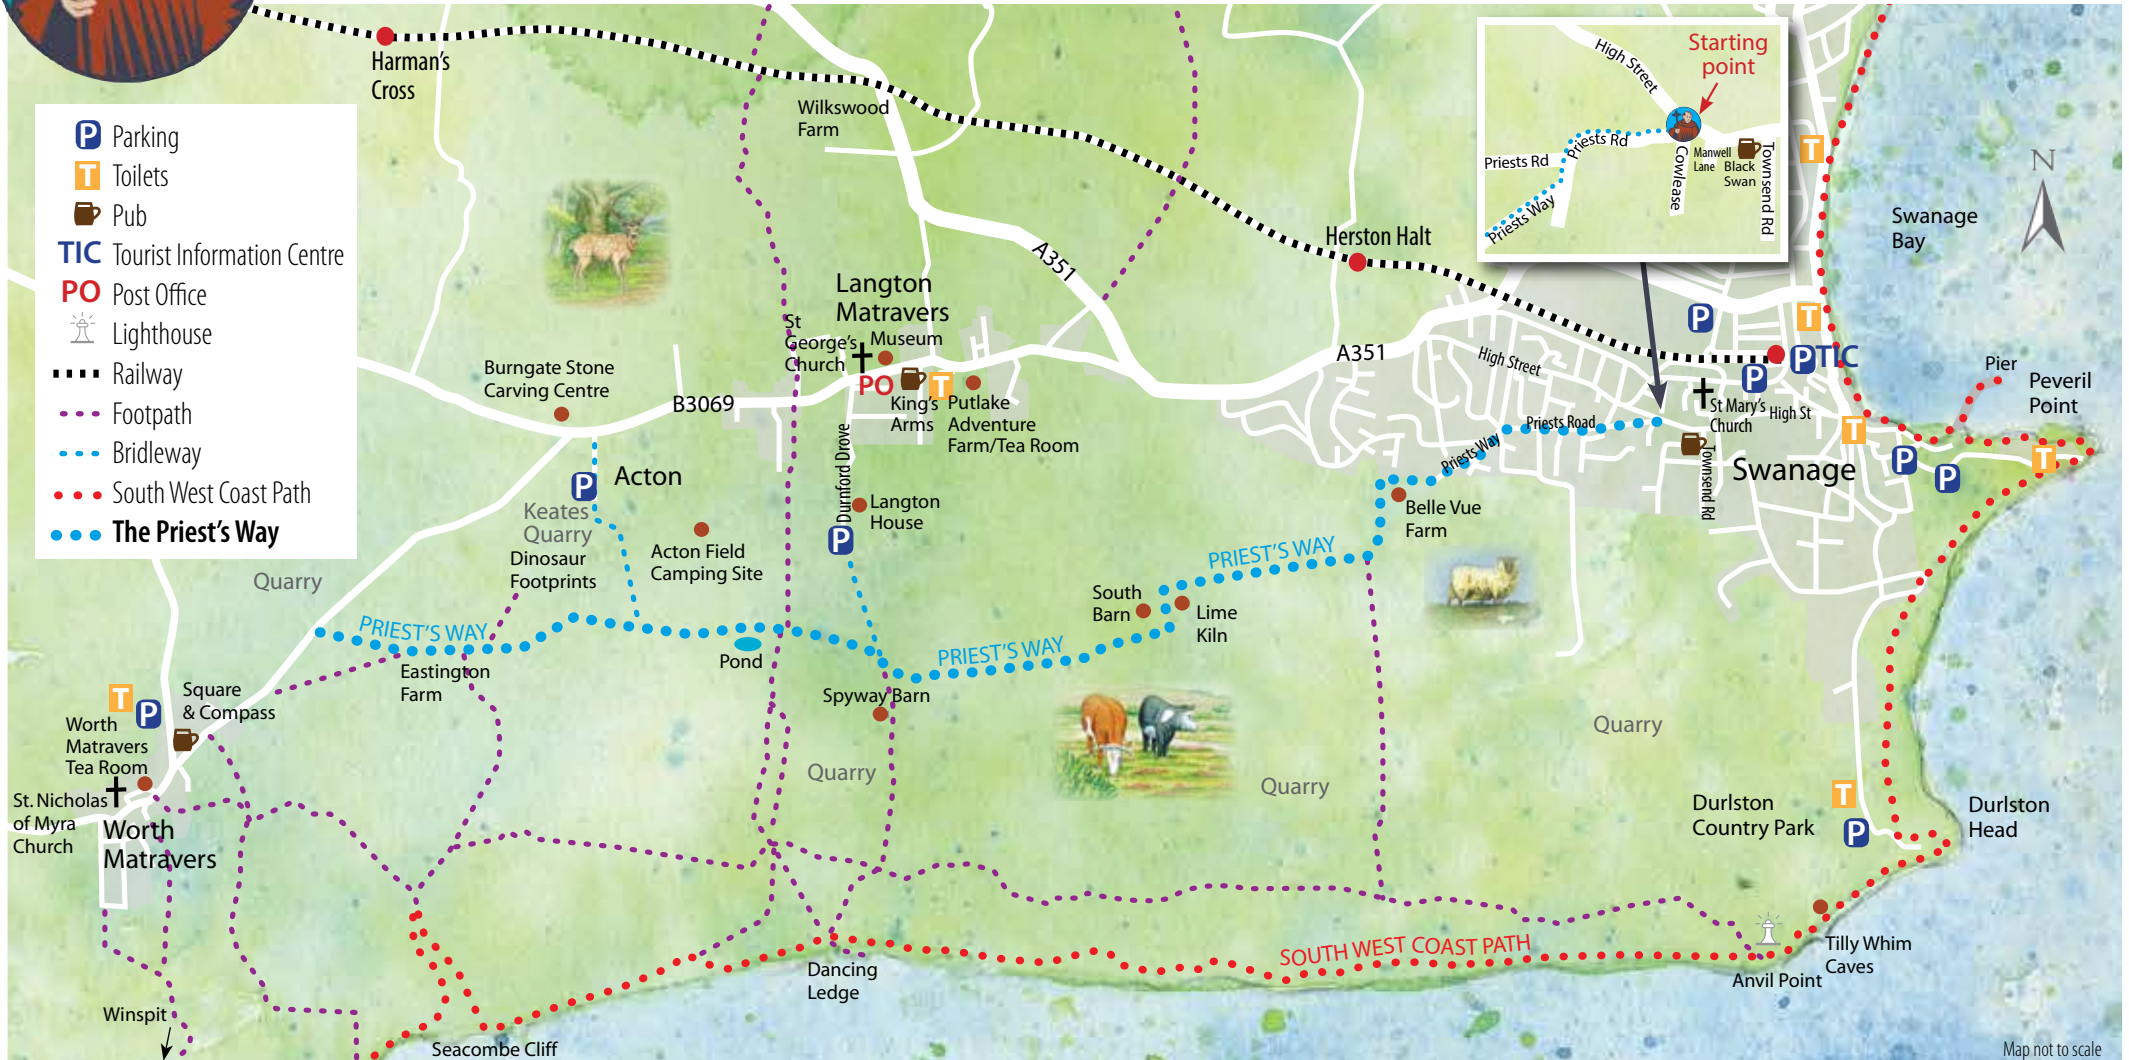 Harman's
Cross
P Parking
T Toilets
Pub
TIC Tourist Information Centre
PO Post Office
Lighthouse
Railway
Footpath
Bridleway
South West Coast Path
The Priest's Way
Wilkswood
Farm
Herston Halt
High Street
Starting
point
Priests Rd
Priests Rd
Priests Way
Cowlease
Manwell
Lane
Black
Swan
Townsend Rd
T
Swanage
Bay
N
A351
Langton
Matravers
St
George's
Church
Museum
PO
T
King's
Arms
Putlake
Adventure
Farm/Tea Room
Burngate Stone
Carving Centre
B3069
A351
High Street
P
T
P TIC
P
Pier
Peveril
Point
St Mary's
Church
High St
T
Priests Road
Priests Way
Townsend Rd
Swanage
P
P
T
P
Acton
Keates
Quarry
Dinosaur
Footprints
Acton Field
Camping Site
Durnford Drove
Langton
House
P
Belle Vue
Farm
Quarry
PRIEST'S WAY
PRIEST'S WAY
PRIEST'S WAY
South
Barn
Lime
Kiln
Eastington
Farm
Pond
Spyway Barn
T
P
Square
& Compass
Worth
Matravers
Tea Room
St. Nicholas
of Myra
Church
Worth
Matravers
Quarry
Quarry
Quarry
T
Durlston
Country Park
P
Durlston
Head
SOUTH WEST COAST PATH
Dancing
Ledge
Tilly Whim
Caves
Anvil Point
Winspit
Seacombe Cliff
Map not to scale